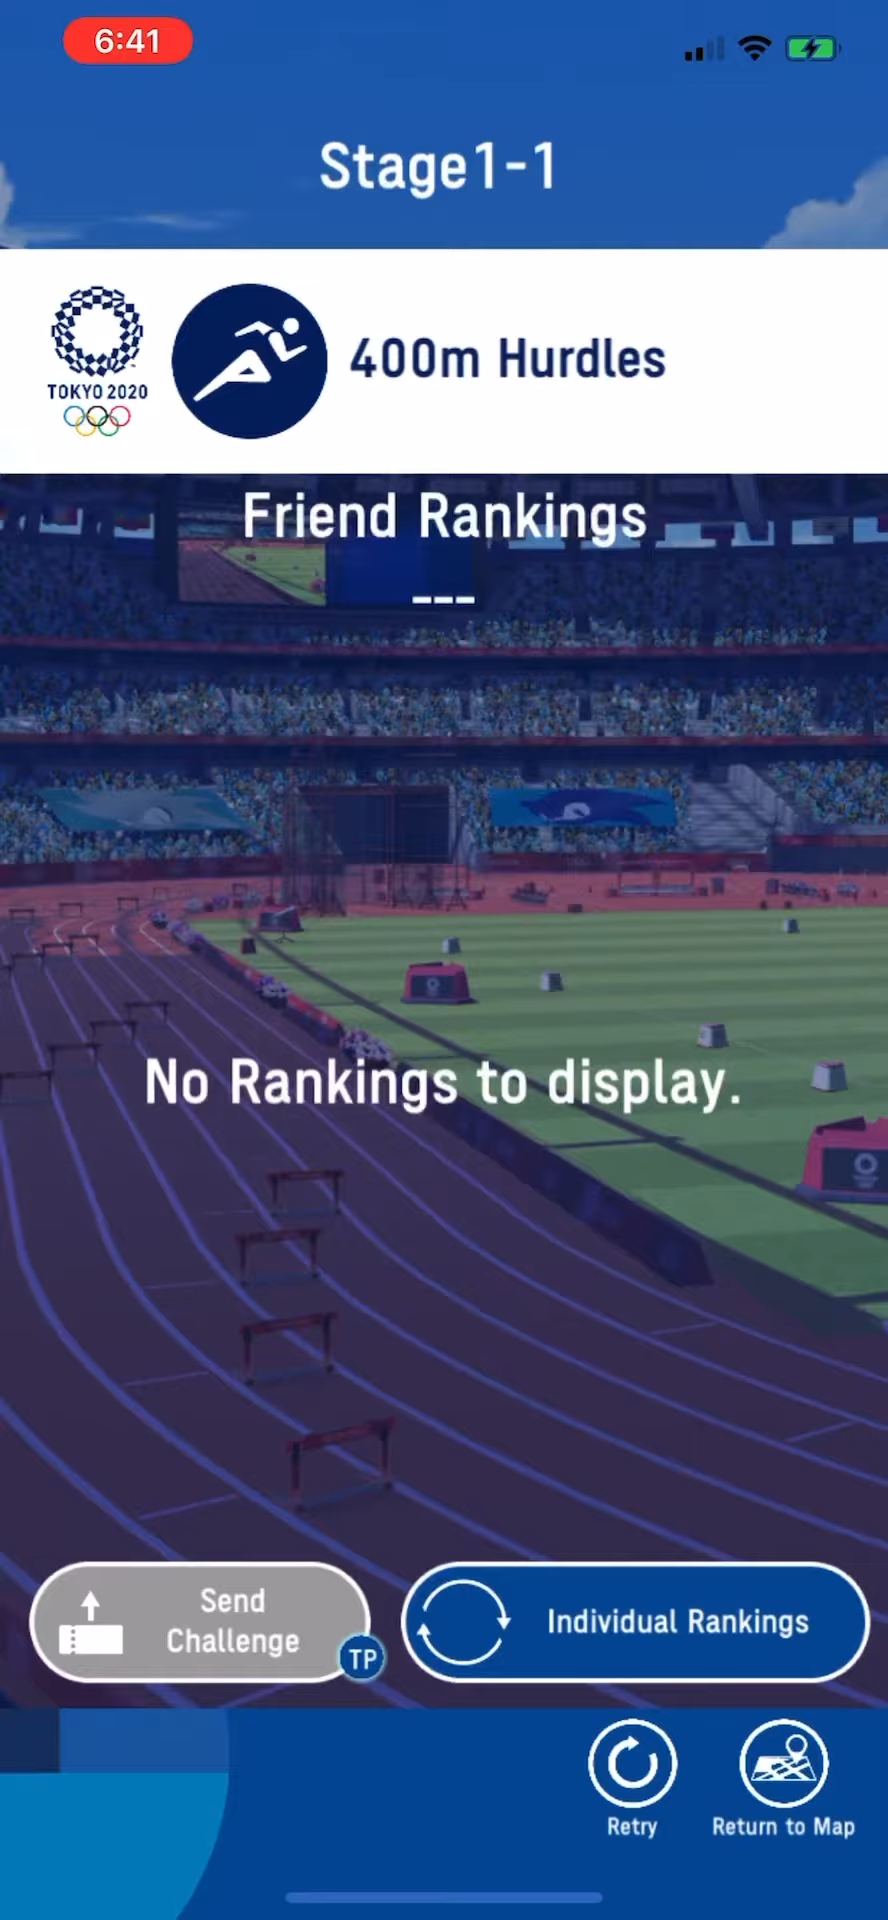 6:41
Stage1-1
TOKYO 2020
400m Hurdles
Friend Rankings
---
No Rankings to display.
Send
Challenge
TP
Individual Rankings
Retry
Return to Map